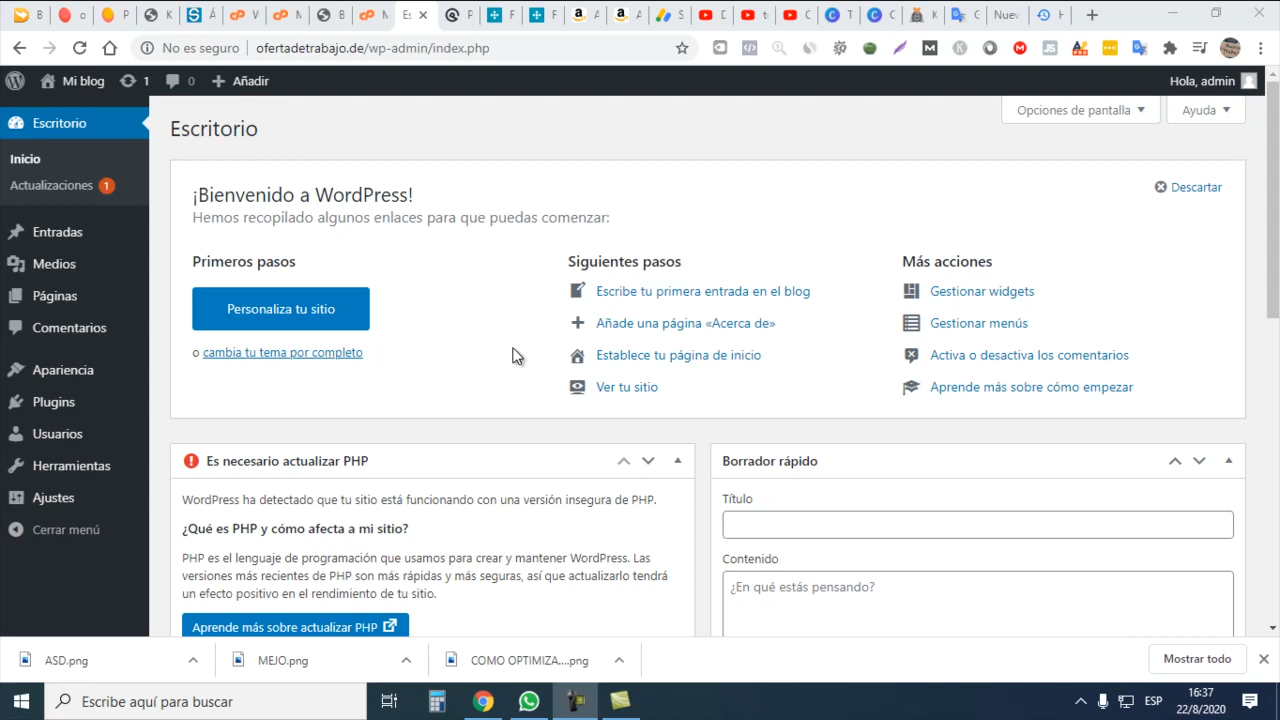 No es seguro
ofertadetrabajo.de/wp-admin/index.php
Mi blog
1
0
Añadir
Hola, admin
Escritorio
Inicio
Actualizaciones 1
Entradas
Medios
Páginas
Comentarios
Apariencia
Plugins
Usuarios
Herramientas
Ajustes
Cerrar menú
Escritorio
Opciones de pantalla
Ayuda
¡Bienvenido a WordPress!
Descartar
Hemos recopilado algunos enlaces para que puedas comenzar:
Primeros pasos
Personaliza tu sitio
o cambia tu tema por completo
Siguientes pasos
Escribe tu primera entrada en el blog
Añade una página «Acerca de»
Establece tu página de inicio
Ver tu sitio
Más acciones
Gestionar widgets
Gestionar menús
Activa o desactiva los comentarios
Aprende más sobre cómo empezar
Es necesario actualizar PHP
WordPress ha detectado que tu sitio está funcionando con una versión insegura de PHP.
¿Qué es PHP y cómo afecta a mi sitio?
PHP es el lenguaje de programación que usamos para crear y mantener WordPress. Las
versiones más recientes de PHP son más rápidas y más seguras, así que actualizarlo tendrá
un efecto positivo en el rendimiento de tu sitio.
Aprende más sobre actualizar PHP
Borrador rápido
Título
Contenido
¿En qué estás pensando?
ASD.png
MEJO.png
COMO OPTIMIZA....png
Mostrar todo
Escribe aquí para buscar
ESP
16:37
22/8/2020